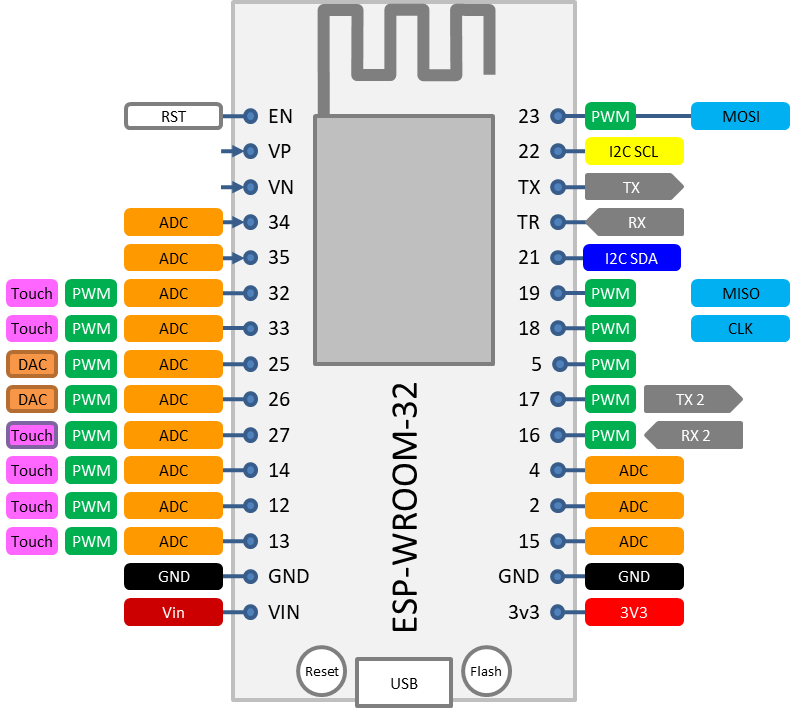 RST EN 23 PWM MOSI
VP 22 I2C SCL
VN TX TX
ADC 34 TR RX
ADC 35 21 I2C SDA
Touch PWM ADC 32 19 PWM MISO
Touch PWM ADC 33 18 PWM CLK
DAC PWM ADC 25 5 PWM
DAC PWM ADC 26 17 PWM TX 2
Touch PWM ADC 27 16 PWM RX 2
Touch PWM ADC 14 4 ADC
Touch PWM ADC 12 2 ADC
Touch PWM ADC 13 15 ADC
GND GND GND GND
Vin VIN 3v3 3V3
ESP-WROOM-32
Reset USB Flash